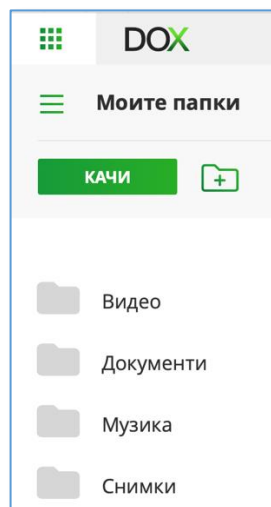 DOX
Моите папки
КАЧИ
Видео
Документи
Музика
Снимки